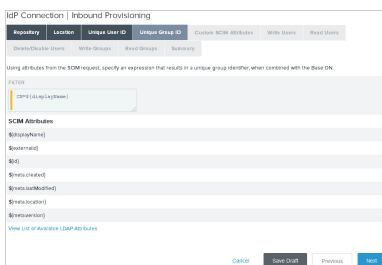 IdP Connection | Inbound Provisioning
Repository Location Unique User ID Unique Group ID Custom SCIM Attributes Write Users Read Users
Delete/Disable Users Write Groups Read Groups Summary
Using attributes from the SCIM request, specify an expression that results in a unique group identifier, when combined with the Base DN.
FILTER
CN=${displayName}
SCIM Attributes
${displayName}
${externalId}
${id}
${meta.created}
${meta.lastModified}
${meta.location}
${meta.version}
View List of Available LDAP Attributes
Cancel Save Draft Previous Next